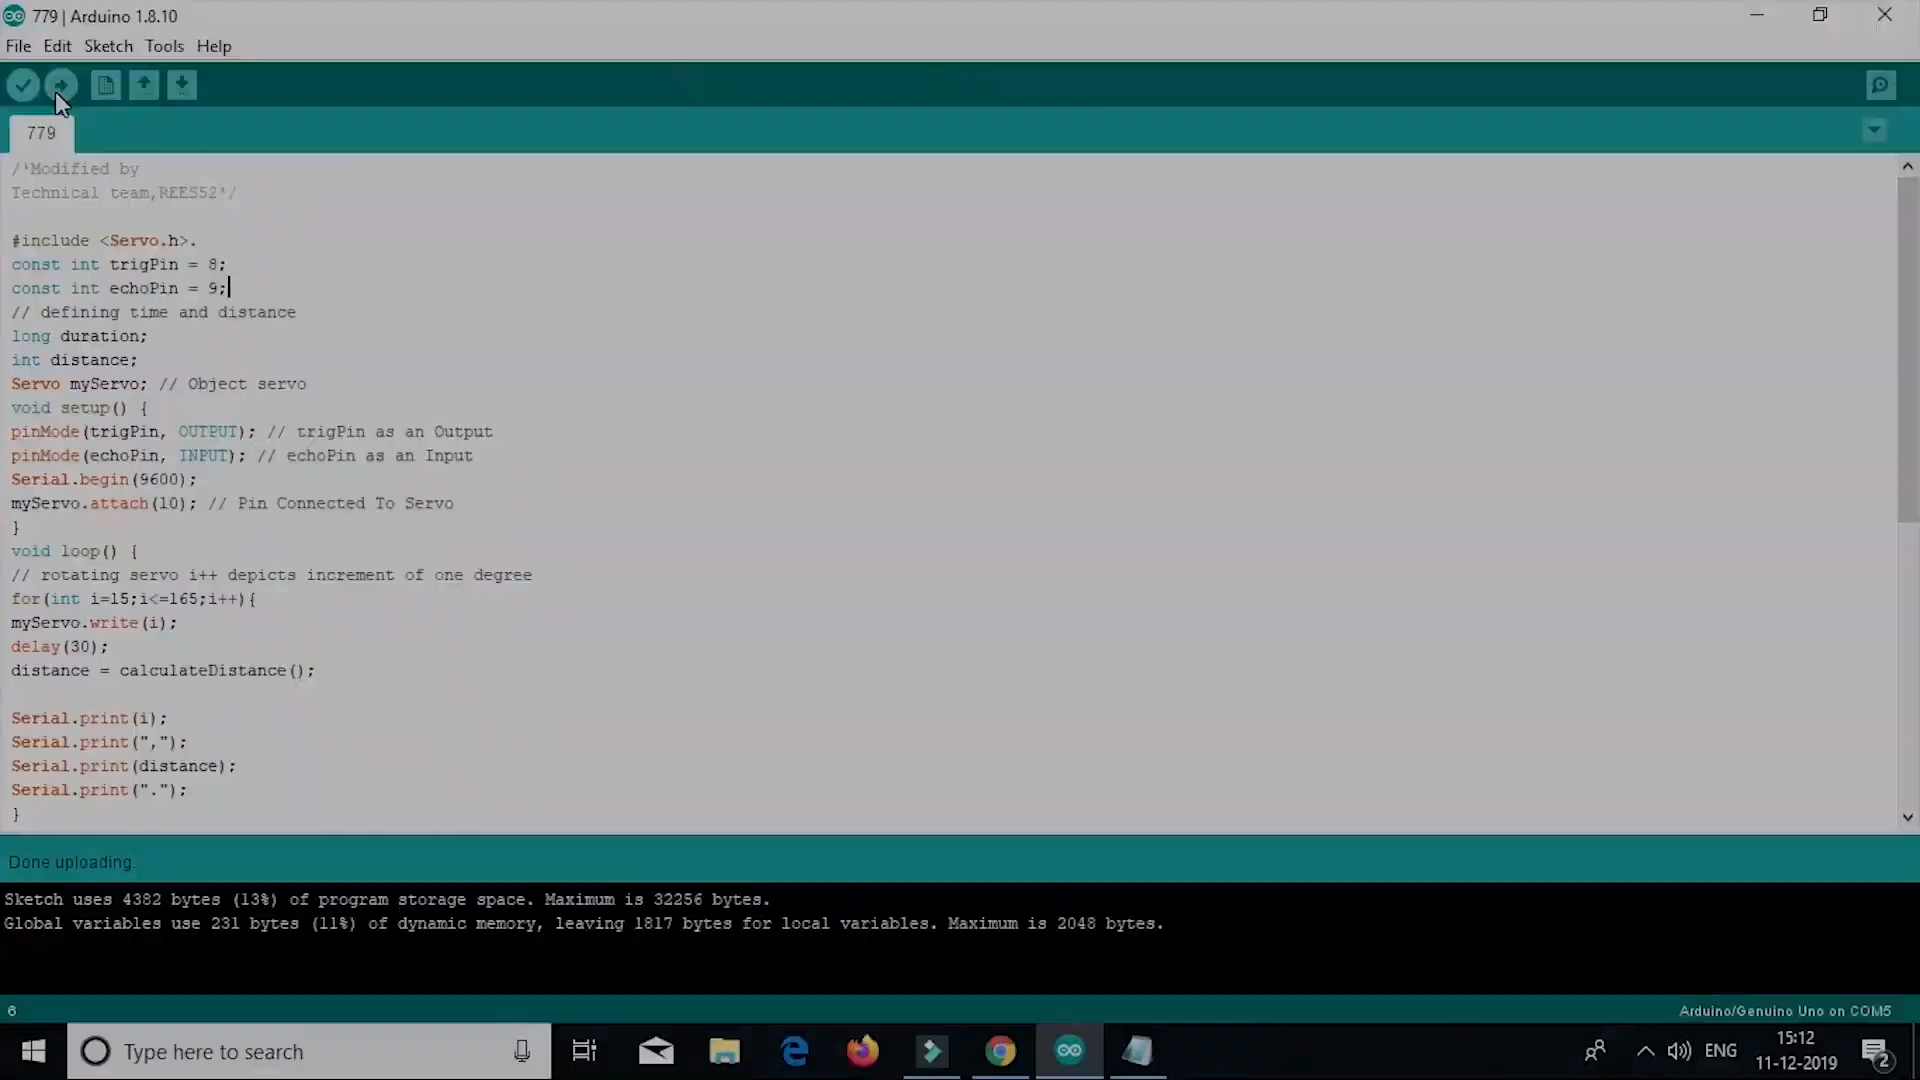 779 | Arduino 1.8.10
File Edit Sketch Tools Help
779
/*Modified by
Technical team,REES52*/
#include <Servo.h>.
const int trigPin = 8;
const int echoPin = 9;
// defining time and distance
long duration;
int distance;
Servo myServo; // Object servo
void setup() {
pinMode(trigPin, OUTPUT); // trigPin as an Output
pinMode(echoPin, INPUT); // echoPin as an Input
Serial.begin(9600);
myServo.attach(10); // Pin Connected To Servo
}
void loop() {
// rotating servo i++ depicts increment of one degree
for(int i=15;i<=165;i++){
myServo.write(i);
delay(30);
distance = calculateDistance();
Serial.print(i);
Serial.print(",");
Serial.print(distance);
Serial.print(".");
}
Done uploading.
Sketch uses 4382 bytes (13%) of program storage space. Maximum is 32256 bytes.
Global variables use 231 bytes (11%) of dynamic memory, leaving 1817 bytes for local variables. Maximum is 2048 bytes.
6
Arduino/Genuino Uno on COM5
Type here to search
ENG
15:12
11-12-2019
2